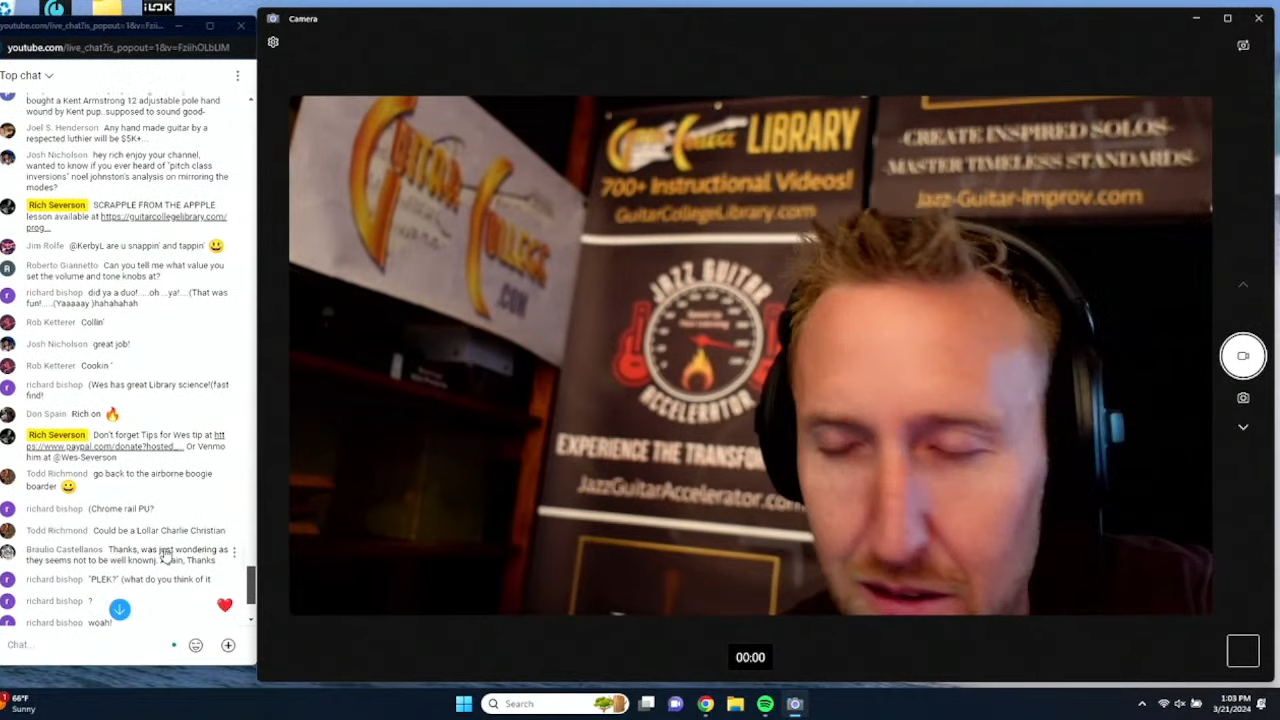 iLOK
youtube.com/live_chat?is_popout=1&v=Fzii...
Camera
youtube.com/live_chat?is_popout=1&v=FziihOLbLIM
Top chat
bought a Kent Armstrong 12 adjustable pole hand
wound by Kent pup..supposed to sound good-
Joel S. Henderson Any hand made guitar by a
respected luthier will be $5K+...
Josh Nicholson hey rich enjoy your channel,
wanted to know if you ever heard of "pitch class
inversions" noel johnston's analysis on mirroring the
modes?
Rich Severson SCRAPPLE FROM THE APPPLE
lesson available at https://guitarcollegelibrary.com/
prog...
Jim Rolfe @KerbyL are u snappin' and tappin' 😃
Roberto Giannetto Can you tell me what value you
set the volume and tone knobs at?
richard bishop did ya a duo!.....oh ...ya!....(That was
fun!....(Yaaaaay )hahahahah
Rob Ketterer Collin'
Josh Nicholson great job!
Rob Ketterer Cookin '
richard bishop (Wes has great Library science!(fast
find!
Don Spain Rich on 🔥
Rich Severson Don't forget Tips for Wes tip at htt
ps://www.paypal.com/donate?hosted_... Or Venmo
him at @Wes-Severson
Todd Richmond go back to the airborne boogie
boarder 😀
richard bishop (Chrome rail PU?
Todd Richmond Could be a Lollar Charlie Christian
Braulio Castellanos Thanks, was just wondering as
they seems not to be well knownj. Again, Thanks
richard bishop "PLEK?" (what do you think of it
richard bishop ?
richard bishop woah!
Chat...
LIBRARY
700+ Instructional Videos!
GuitarCollegeLibrary.com
CREATE INSPIRED SOLOS
MASTER TIMELESS STANDARDS
Jazz-Guitar-Improv.com
JAZZ GUITAR
ACCELERATOR
EXPERIENCE THE
JazzGuitarAccelerator.com
00:00
66°F
Sunny
Search
1:03 PM
3/21/2024